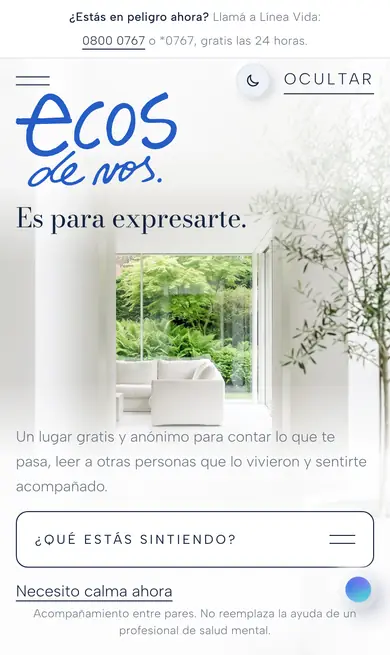 ¿Estás en peligro ahora? Llamá a Línea Vida:
0800 0767 o *0767, gratis las 24 horas.
OCULTAR
ecos
de vos.
Es para expresarte.
Un lugar gratis y anónimo para contar lo que te
pasa, leer a otras personas que lo vivieron y sentirte
acompañado.
¿QUÉ ESTÁS SINTIENDO?
Necesito calma ahora
Acompañamiento entre pares. No reemplaza la ayuda de un
profesional de salud mental.